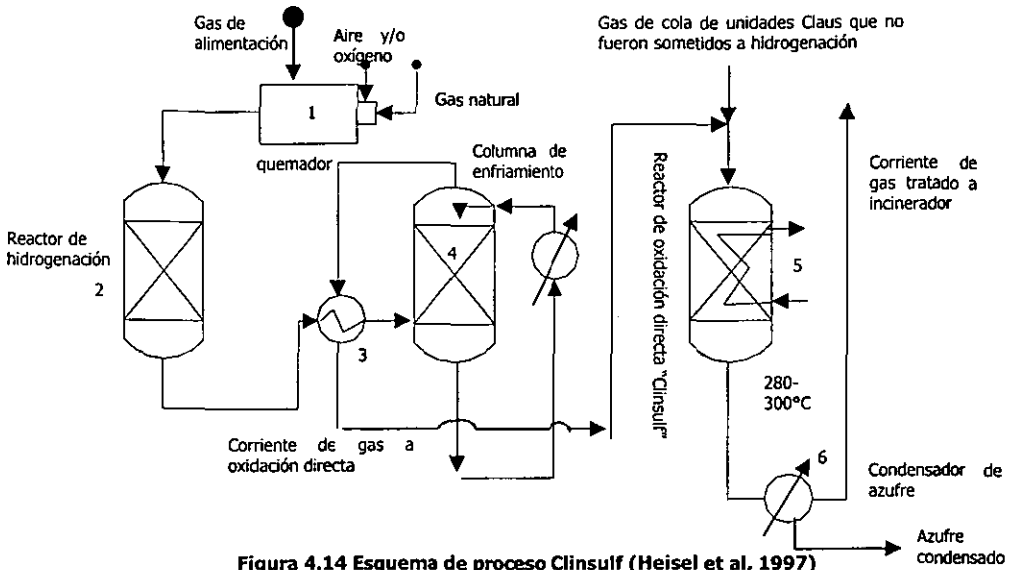 Gas de
alimentación
Aire y/o
oxígeno
Gas de cola de unidades Claus que no
fueron sometidos a hidrogenación
1
Gas natural
quemador
Columna de
enfriamiento
Corriente de
gas tratado a
incinerador
Reactor de
hidrogenación
2
3
4
Reactor de oxidación directa "Clinsulf"
5
280-
300°C
Corriente de gas a
oxidación directa
6
Condensador de
azufre
Azufre
condensado
Figura 4.14 Esquema de proceso Clinsulf (Heisel et al, 1997)